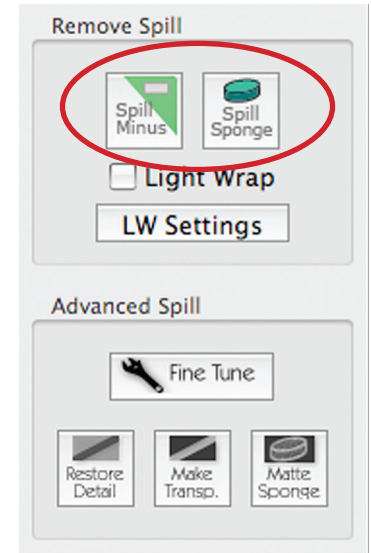 Remove Spill
Spill
Minus
Spill
Sponge
Light Wrap
LW Settings
Advanced Spill
Fine Tune
Restore
Detail
Make
Transp.
Matte
Sponge